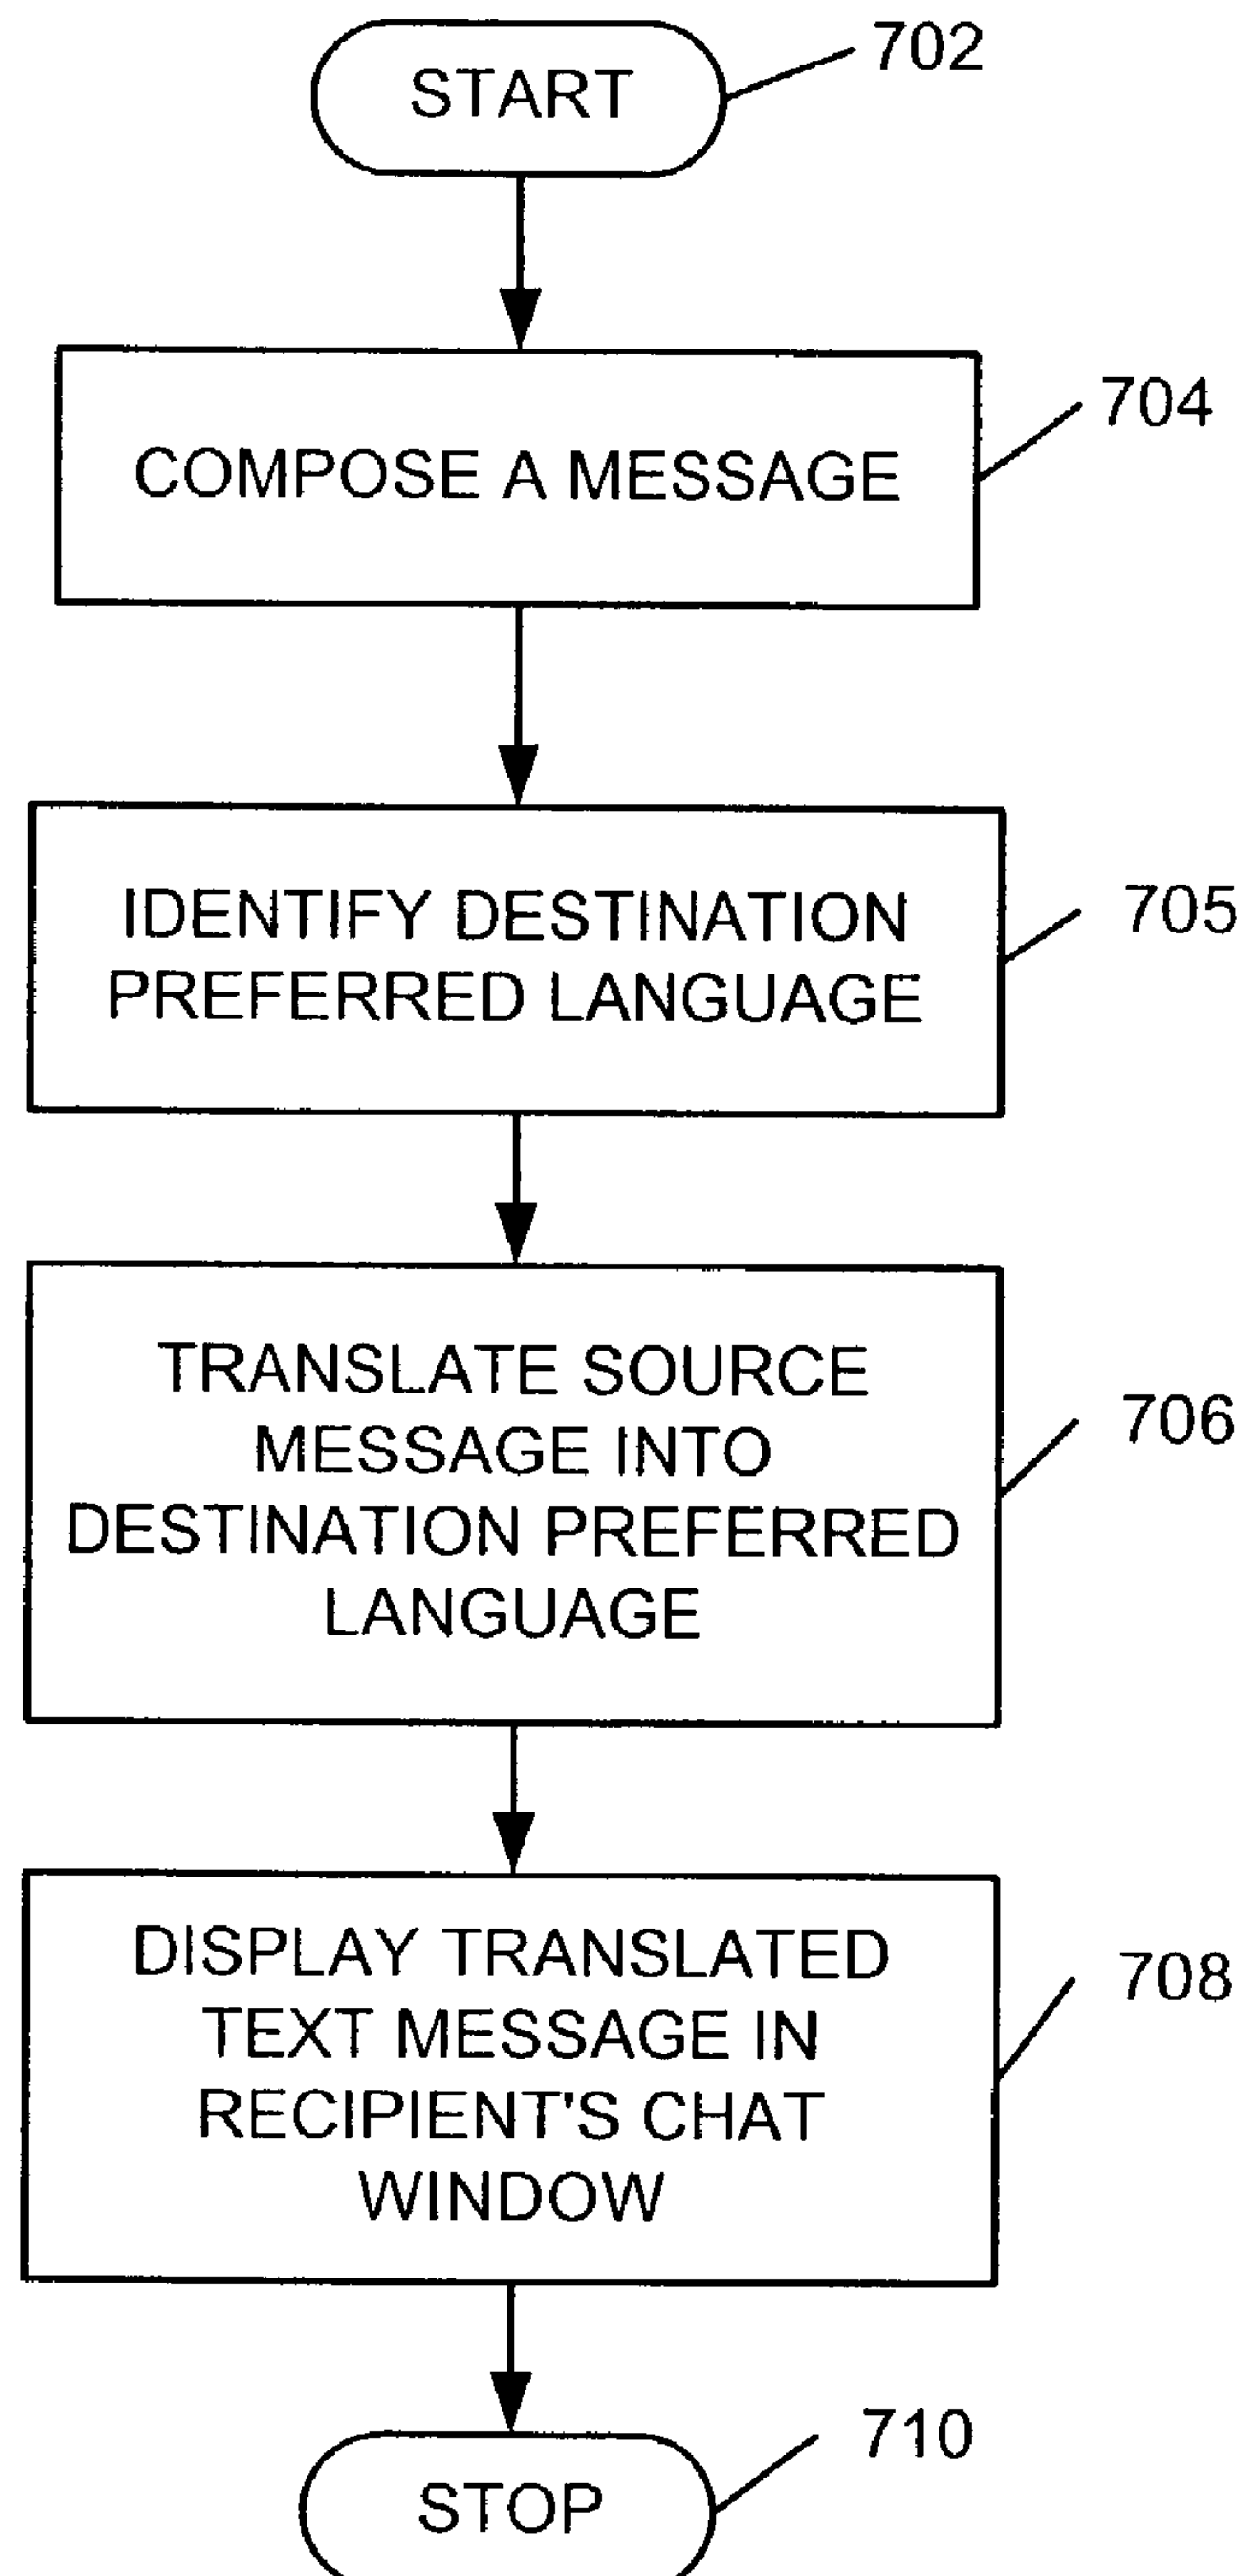 START
702
COMPOSE A MESSAGE
704
IDENTIFY DESTINATION
PREFERRED LANGUAGE
705
TRANSLATE SOURCE
MESSAGE INTO
DESTINATION PREFERRED
LANGUAGE
706
DISPLAY TRANSLATED
TEXT MESSAGE IN
RECIPIENT'S CHAT
WINDOW
708
STOP
710